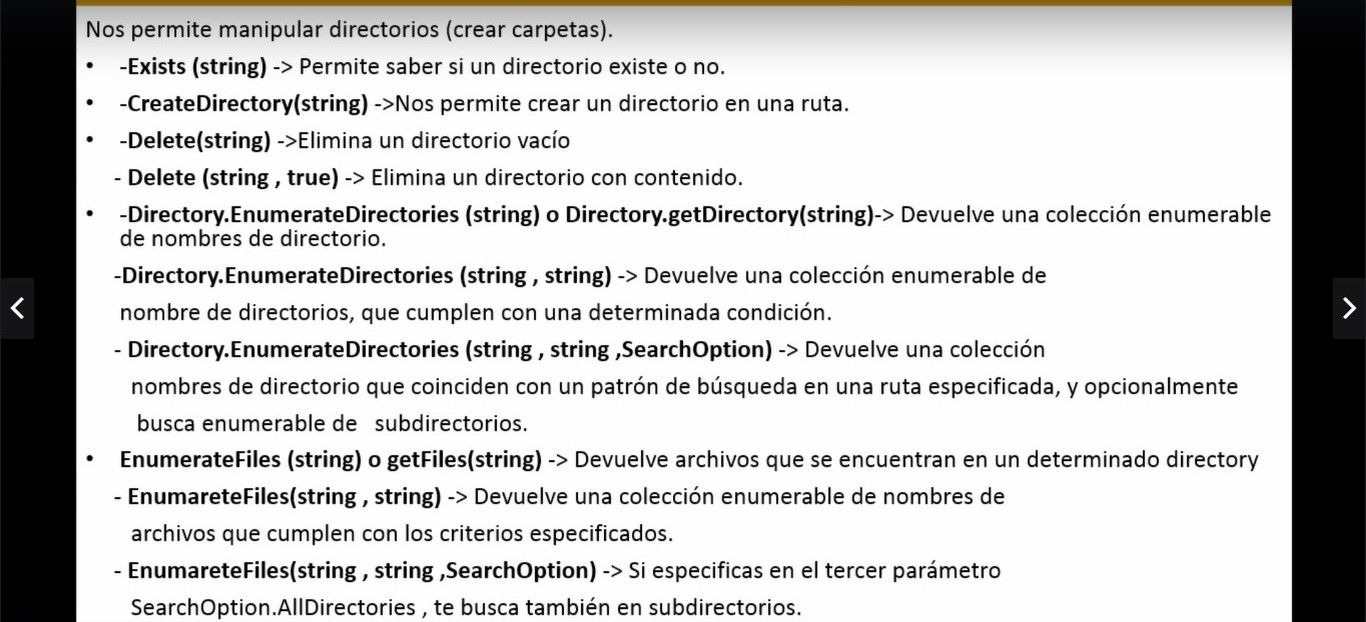 Nos permite manipular directorios (crear carpetas).
• -Exists (string) -> Permite saber si un directorio existe o no.
• -CreateDirectory(string) ->Nos permite crear un directorio en una ruta.
• -Delete(string) ->Elimina un directorio vacío
- Delete (string , true) -> Elimina un directorio con contenido.
• -Directory.EnumerateDirectories (string) o Directory.getDirectory(string)-> Devuelve una colección enumerable
de nombres de directorio.
-Directory.EnumerateDirectories (string , string) -> Devuelve una colección enumerable de
nombre de directorios, que cumplen con una determinada condición.
- Directory.EnumerateDirectories (string , string ,SearchOption) -> Devuelve una colección
nombres de directorio que coinciden con un patrón de búsqueda en una ruta especificada, y opcionalmente
busca enumerable de subdirectorios.
• EnumerateFiles (string) o getFiles(string) -> Devuelve archivos que se encuentran en un determinado directory
- EnumareteFiles(string , string) -> Devuelve una colección enumerable de nombres de
archivos que cumplen con los criterios especificados.
- EnumareteFiles(string , string ,SearchOption) -> Si especificas en el tercer parámetro
SearchOption.AllDirectories , te busca también en subdirectorios.